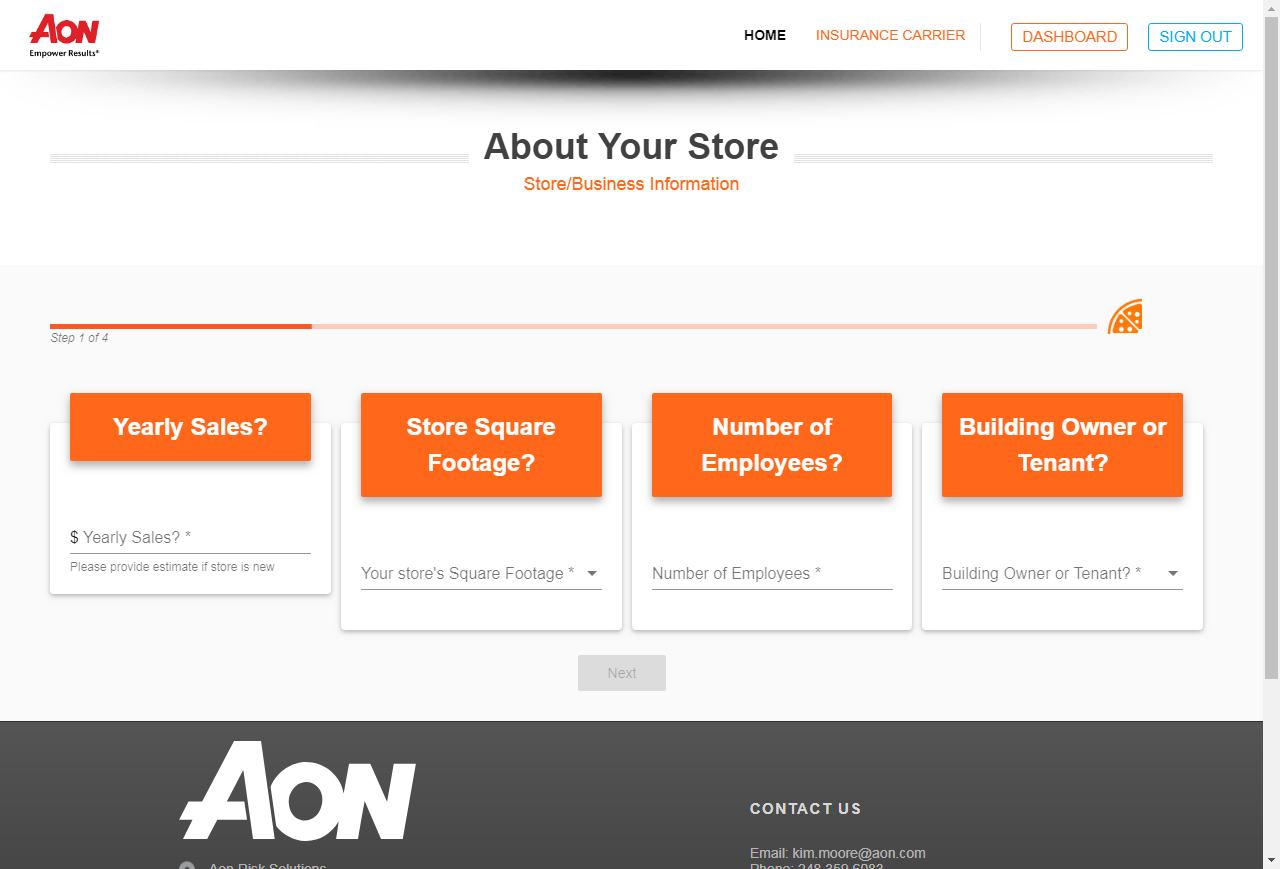 AON
Empower Results®
HOME
INSURANCE CARRIER
DASHBOARD
SIGN OUT
About Your Store
Store/Business Information
Step 1 of 4
Yearly Sales?
$ Yearly Sales? *
Please provide estimate if store is new
Store Square
Footage?
Your store's Square Footage *
Number of
Employees?
Number of Employees *
Building Owner or
Tenant?
Building Owner or Tenant? *
Next
AON
Aon Risk Solutions
CONTACT US
Email: kim.moore@aon.com
Phone: 248.359.6083